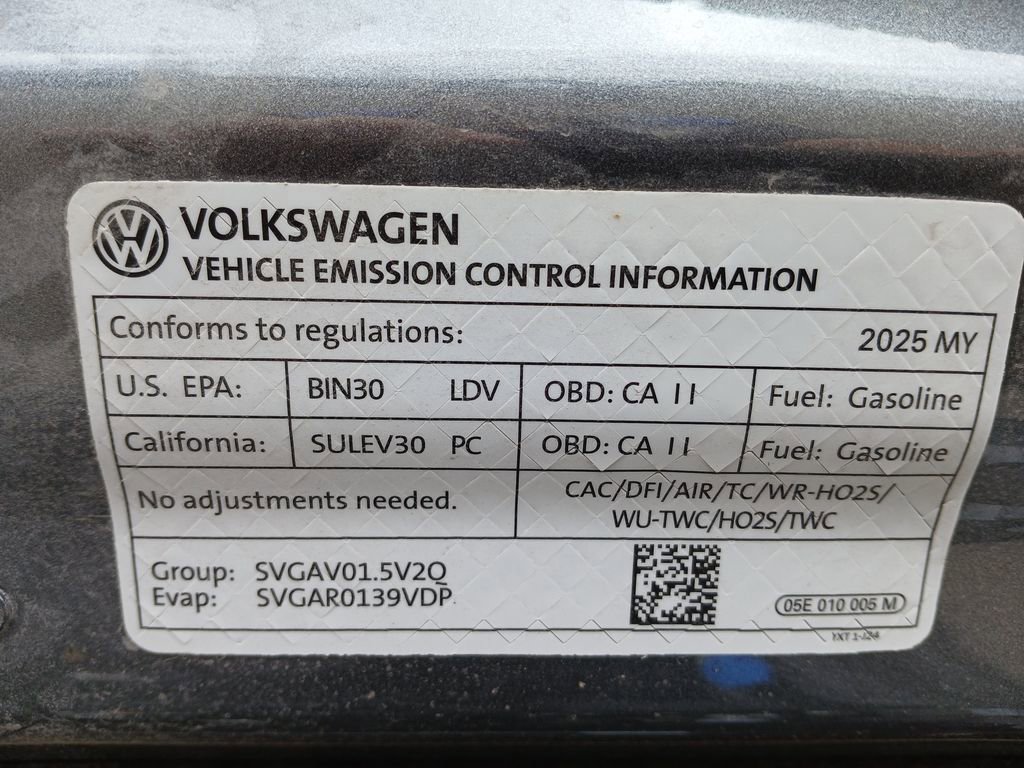 VOLKSWAGEN
VEHICLE EMISSION CONTROL INFORMATION
Conforms to regulations: 2025 MY
U.S. EPA: BIN30 LDV OBD: CA II Fuel: Gasoline
California: SULEV30 PC OBD: CA II Fuel: Gasoline
No adjustments needed.
CAC/DFI/AIR/TC/WR-HO2S/
WU-TWC/HO2S/TWC
Group: SVGAV01.5V2Q
Evap: SVGAR0139VDP
05E 010 005 M